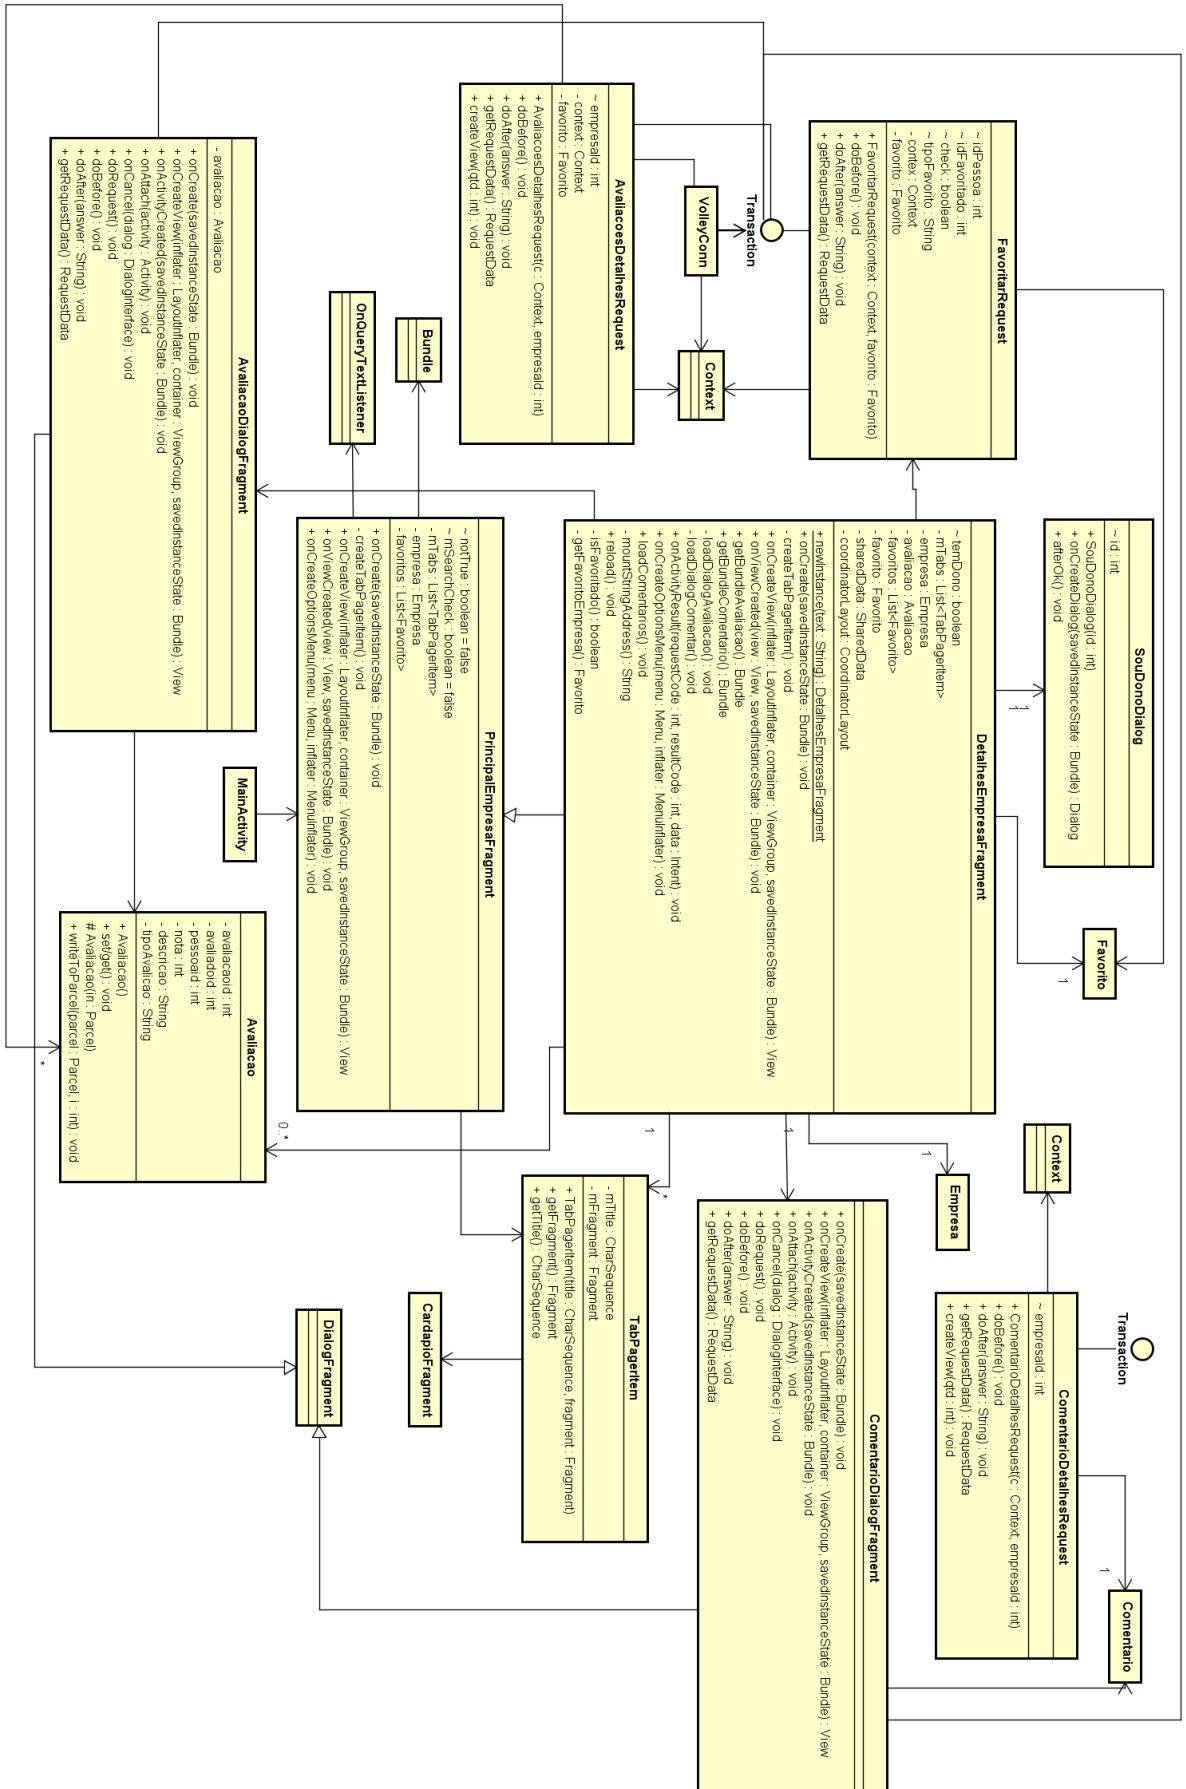 SouDonoDialog
~ id : int
+ SouDonoDialog(id : int)
+ onCreateDialog(savedInstanceState : Bundle) : Dialog
+ afterOk() : void
1
1
Favorito
1
Context
Transaction
ComentarioDetalhesRequest
~ empresaId : int
+ ComentarioDetalhesRequest(c : Context, empresaId : int)
+ doBefore() : void
+ doAfter(answer : String) : void
+ getRequestData() : RequestData
+ createView(qtd : int) : void
1
Comentario
FavoritarRequest
~ idPessoa : int
~ idFavoritado : int
~ check : boolean
~ tipoFavorito : String
- context : Context
- favorito : Favorito
+ FavoritarRequest(context : Context, favorito : Favorito)
+ doBefore() : void
+ doAfter(answer : String) : void
+ getRequestData() : RequestData
DetalhesEmpresaFragment
~ temDono : boolean
- mTabs : List<TabPagerItem>
- empresa : Empresa
- avaliacao : Avaliacao
- favoritos : List<Favorito>
- favorito : Favorito
- sharedData : SharedData
- coordinatorLayout : CoordinatorLayout
+ newInstance(text : String) : DetalhesEmpresaFragment
+ onCreate(savedInstanceState : Bundle) : void
- createTabPagerItem() : void
+ onCreateView(inflater : LayoutInflater, container : ViewGroup, savedInstanceState : Bundle) : View
+ onViewCreated(view : View, savedInstanceState : Bundle) : void
+ getBundleAvaliacao() : Bundle
+ getBundleComentario() : Bundle
- loadDialogAvaliacao() : void
- loadDialogComentar() : void
+ onActivityResult(requestCode : int, resultCode : int, data : Intent) : void
+ onCreateOptionsMenu(menu : Menu, inflater : MenuInflater) : void
+ loadComentarios() : void
- mountStringAddress() : String
+ reload() : void
- isFavoritado() : boolean
- getFavoritoEmpresa() : Favorito
1
Empresa
1
1
*
ComentarioDialogFragment
+ onCreate(savedInstanceState : Bundle) : void
+ onCreateView(inflater : LayoutInflater, container : ViewGroup, savedInstanceState : Bundle) : View
+ onActivityCreated(savedInstanceState : Bundle) : void
+ onAttach(activity : Activity) : void
+ onCancel(dialog : DialogInterface) : void
+ doRequest() : void
+ doBefore() : void
+ doAfter(answer : String) : void
+ getRequestData() : RequestData
Transaction
VolleyConn
Context
AvaliacoesDetalhesRequest
~ empresaId : int
- context : Context
- favorito : Favorito
+ AvaliacoesDetalhesRequest(c : Context, empresaId : int)
+ doBefore() : void
+ doAfter(answer : String) : void
+ getRequestData() : RequestData
+ createView(qtd : int) : void
TabPagerItem
- mTitle : CharSequence
- mFragment : Fragment
+ TabPagerItem(title : CharSequence, fragment : Fragment)
+ getFragment() : Fragment
+ getTitle() : CharSequence
Bundle
OnQueryTextListener
PrincipalEmpresaFragment
~ notTrue : boolean = false
~ mSearchCheck : boolean = false
- mTabs : List<TabPagerItem>
- empresa : Empresa
- favoritos : List<Favorito>
+ onCreate(savedInstanceState : Bundle) : void
- createTabPagerItem() : void
+ onCreateView(inflater : LayoutInflater, container : ViewGroup, savedInstanceState : Bundle) : View
+ onViewCreated(view : View, savedInstanceState : Bundle) : void
+ onCreateOptionsMenu(menu : Menu, inflater : MenuInflater) : void
CardapioFragment
DialogFragment
MainActivity
0..*
AvaliacaoDialogFragment
- avaliacao : Avaliacao
+ onCreate(savedInstanceState : Bundle) : void
+ onCreateView(inflater : LayoutInflater, container : ViewGroup, savedInstanceState : Bundle) : View
+ onActivityCreated(savedInstanceState : Bundle) : void
+ onAttach(activity : Activity) : void
+ onCancel(dialog : DialogInterface) : void
+ doRequest() : void
+ doBefore() : void
+ doAfter(answer : String) : void
+ getRequestData() : RequestData
Avaliacao
- avaliacaoid : int
- avaliadoid : int
- pessoaid : int
- nota : int
- descricao : String
- tipoAvalicao : String
+ Avaliacao()
+ set/get() : void
# Avaliacao(in : Parcel)
+ writeToParcel(parcel : Parcel, i : int) : void
*